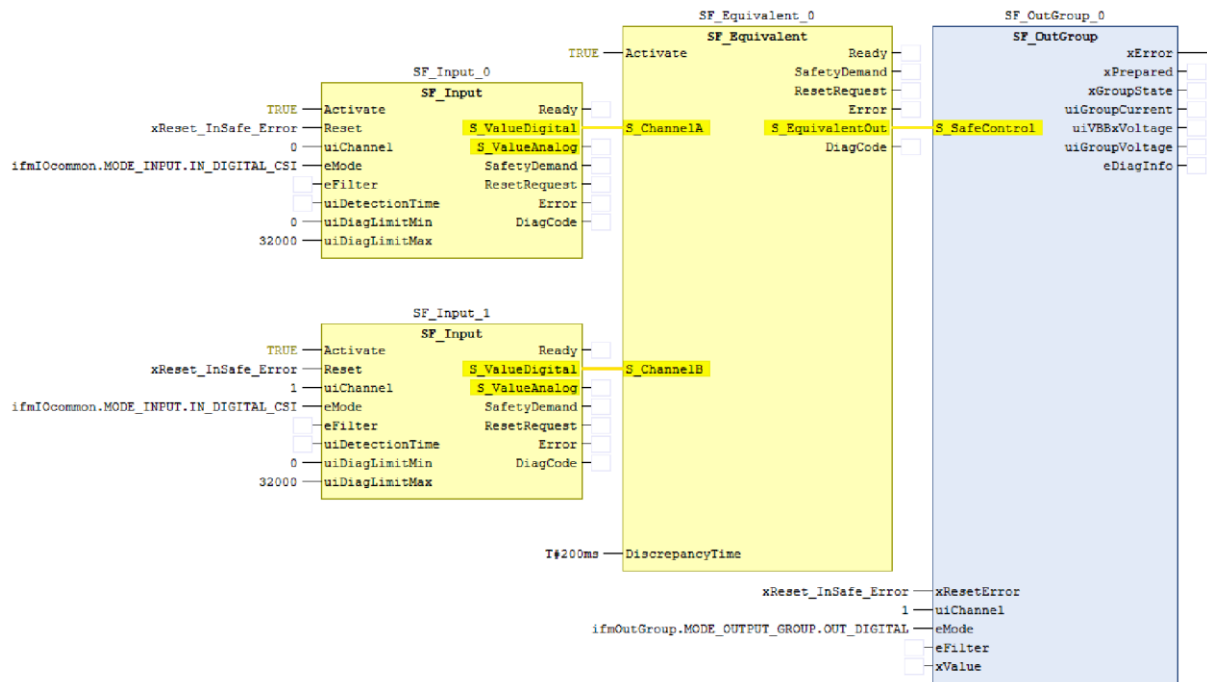 SF_Equivalent_0
SF_Equivalent
TRUE Activate Ready
SafetyDemand
ResetRequest
Error
S_ChannelA S_EquivalentOut
DiagCode
S_ChannelB
T#200ms DiscrepancyTime
SF_Input_0
SF_Input
TRUE Activate Ready
xReset_InSafe_Error Reset S_ValueDigital
0 uiChannel S_ValueAnalog
ifmIOcommon.MODE_INPUT.IN_DIGITAL_CSI eMode SafetyDemand
eFilter ResetRequest
uiDetectionTime Error
0 uiDiagLimitMin DiagCode
32000 uiDiagLimitMax
SF_Input_1
SF_Input
TRUE Activate Ready
xReset_InSafe_Error Reset S_ValueDigital
1 uiChannel S_ValueAnalog
ifmIOcommon.MODE_INPUT.IN_DIGITAL_CSI eMode SafetyDemand
eFilter ResetRequest
uiDetectionTime Error
0 uiDiagLimitMin DiagCode
32000 uiDiagLimitMax
SF_OutGroup_0
SF_OutGroup
xError
xPrepared
xGroupState
uiGroupCurrent
S_SafeControl uiVBBxVoltage
uiGroupVoltage
eDiagInfo
xReset_InSafe_Error xResetError
1 uiChannel
ifmOutGroup.MODE_OUTPUT_GROUP.OUT_DIGITAL eMode
eFilter
xValue